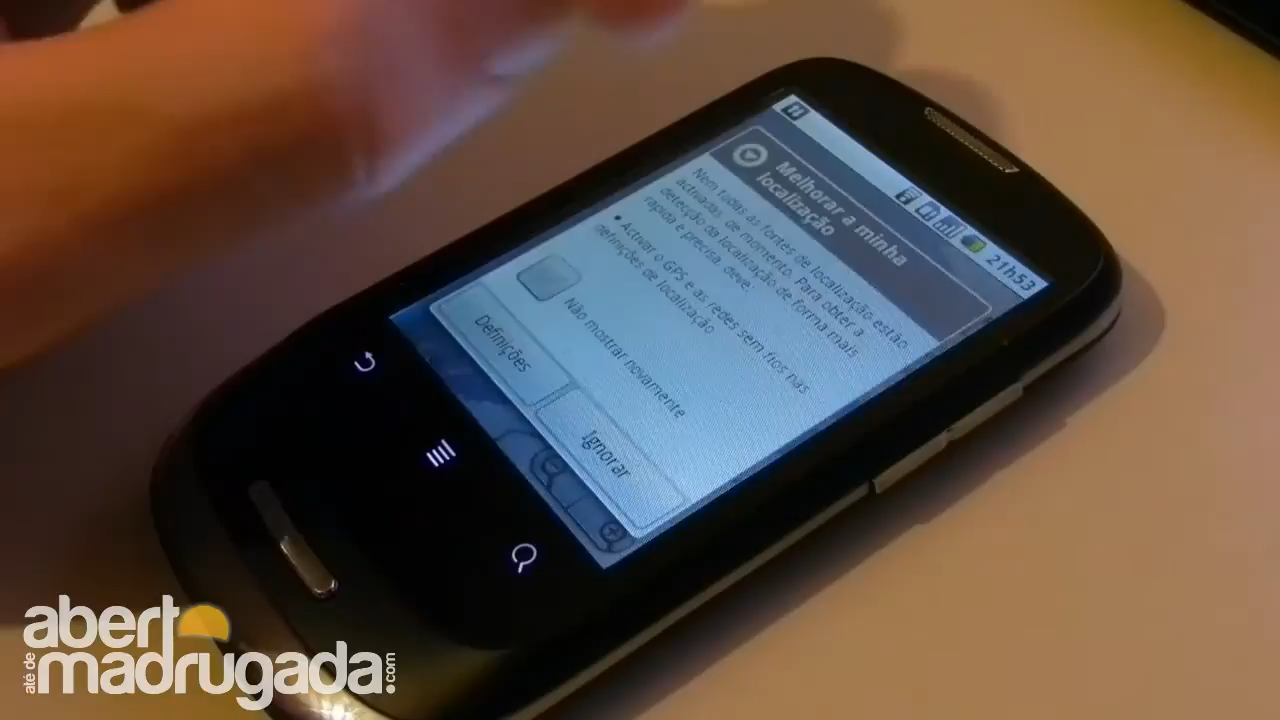 21h53
Melhorar a minha
localização
Nem todas as fontes de localização estão
activadas, de momento. Para obter a
detecção da localização de forma mais
rápida e precisa, deve:
• Activar o GPS e as redes sem fios nas
definições de localização
Não mostrar novamente
Definições
Ignorar
aberto
até de
madrugada.com